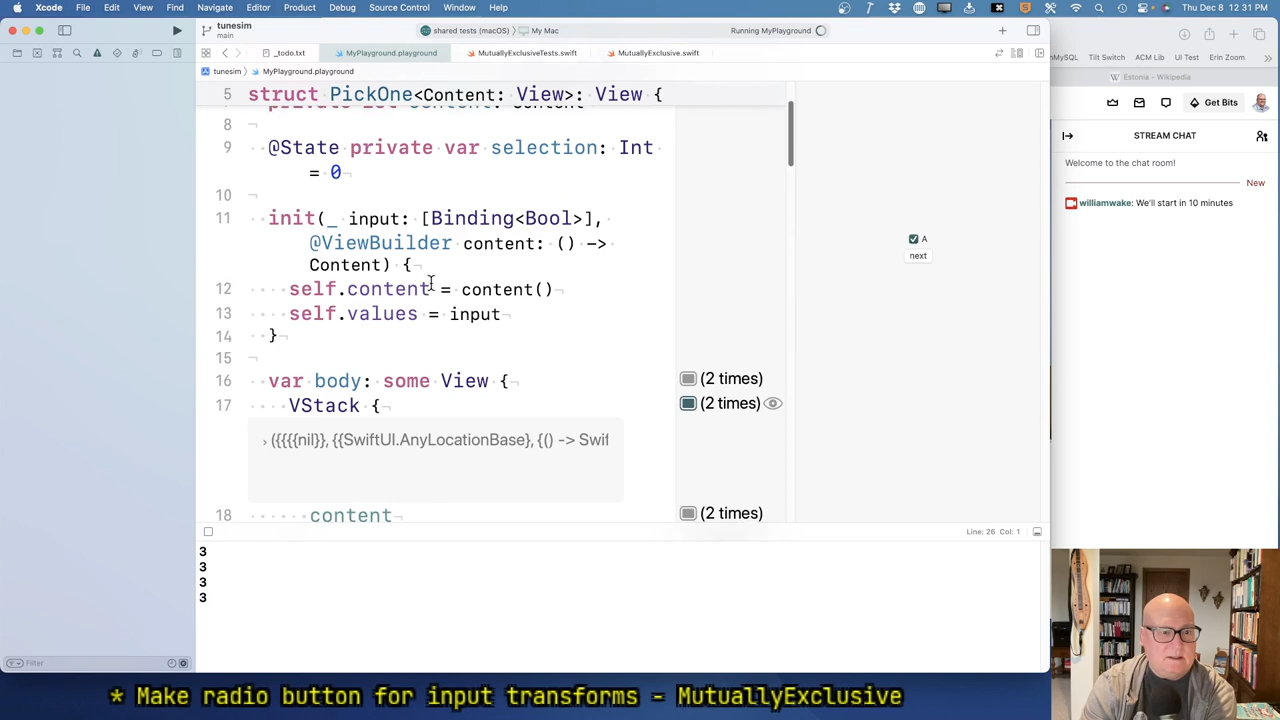 Xcode File Edit View Find Navigate Editor Product Debug Integrate Window Help
Tue Oct 1 12:31 PM
tunesim
main
shared tests (macOS) 〉 My Mac
Running MyPlayground
_todo.txt
MyPlayground.playground
MutuallyExclusiveTests.swift
MutuallyExclusive.swift
tunesim 〉 MyPlayground.playground
5 struct PickOne<Content: View>: View {
8
9 @State private var selection: Int
= 0
10
11 init(_ input: [Binding<Bool>],
@ViewBuilder content: () ->
Content) {
12 self.content = content()
13 self.values = input
14 }
15
16 var body: some View {
(2 times)
17 VStack {
(2 times)
({{{{nil}}, {{SwiftUI.AnyLocationBase}, {() -> Swif
18 content
(2 times)
A
next
Line: 26 Col: 1
3
3
3
3
Filter
MySQL Tilt Switch ACM Lib UI Test Erin Zoom
Estonia - Wikipedia
Get Bits
STREAM CHAT
Welcome to the chat room!
New
williamwake: We'll start in 10 minutes
* Make radio button for input transforms - MutuallyExclusive